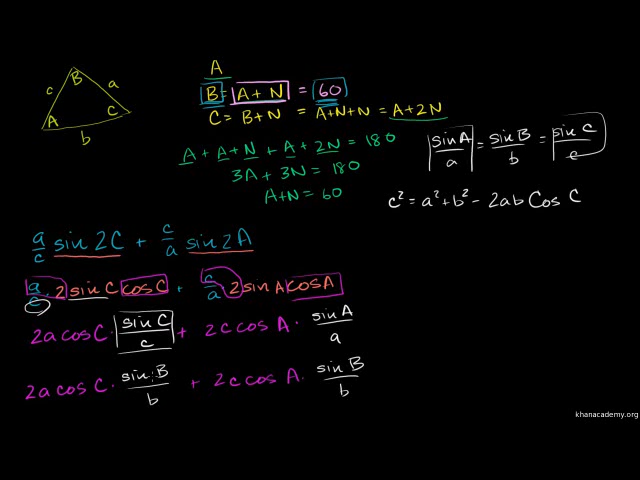 B
c a
A C
b
A
B = A + N = 60
C = B + N = A + N + N = A + 2N
A + A + N + A + 2N = 180
3A + 3N = 180
A + N = 60
sin A / a = sin B / b = sin C / c
c² = a² + b² - 2ab Cos C
a/c sin 2C + c/a sin 2A
a/c · 2 sin C cos C + c/a 2 sin A cos A
2a cos C · sin C / c + 2c cos A · sin A / a
2a cos C · sin B / b + 2c cos A · sin B / b
khanacademy.org